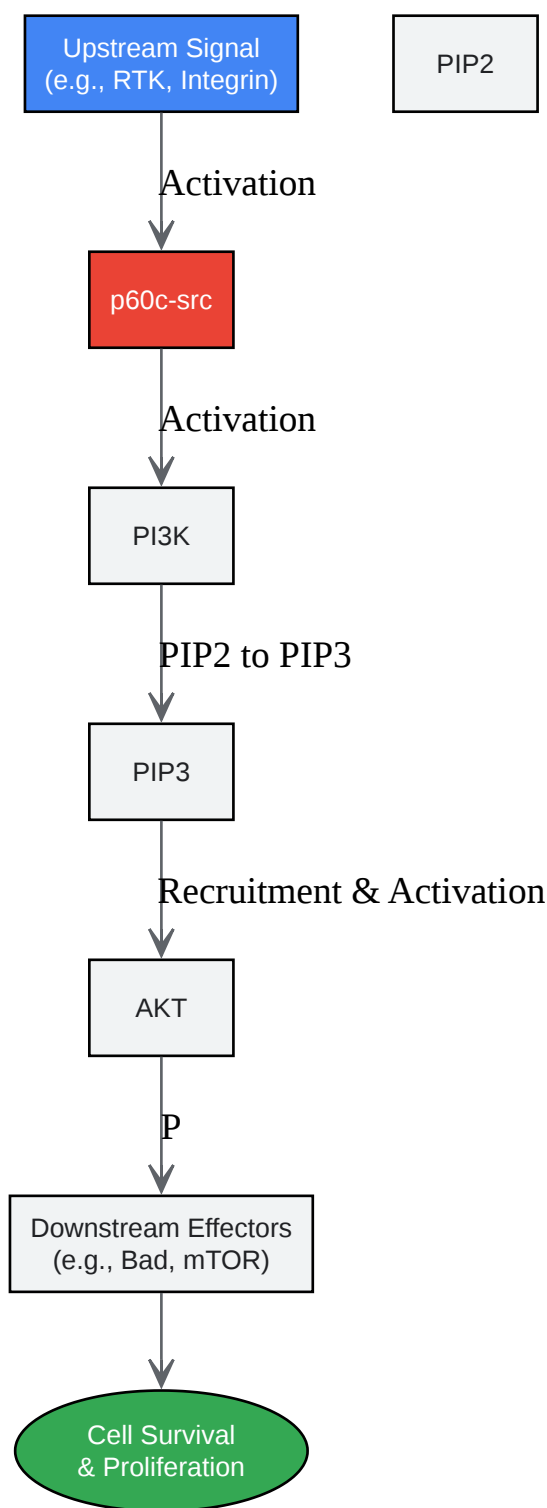 Upstream Signal
(e.g., RTK, Integrin)
PIP2
Activation
p60c-src
Activation
PI3K
PIP2 to PIP3
PIP3
Recruitment & Activation
AKT
P
Downstream Effectors
(e.g., Bad, mTOR)
Cell Survival
& Proliferation